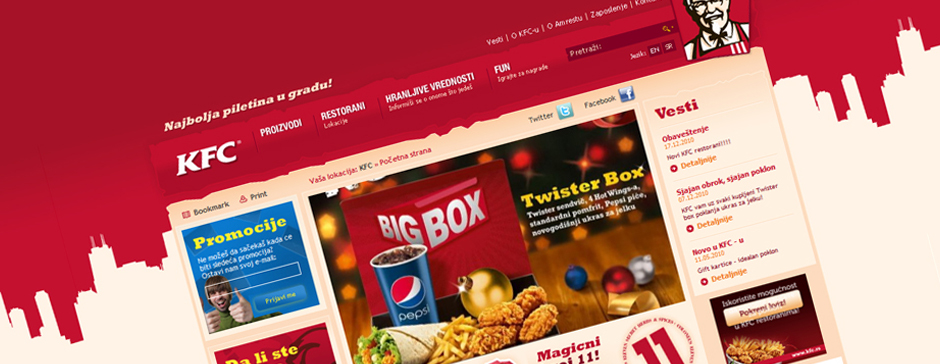 Vesti | O KFC-u | O Amrestu | Zaposlenje |
Pretraži:
Jezik: EN SR
Najbolja piletina u gradu!
KFC
PROIZVODI
RESTORANI
Lokacije
HRANLJIVE VREDNOSTI
Informiši se o onome što jedeš
FUN
Igrajte za nagrade
Twitter
Facebook
Vaša lokacija: KFC » Početna strana
Bookmark
Print
Promocije
Ne možeš da sačekaš kada će
biti sledeća promocija?
Ostavi nam svoj e-mail:
Prijavi me
Da li ste
BIG BOX
pepsi
Twister Box
Twister sendvič, 4 HotWings-a,
standardni pomfrit, Pepsi piće,
novogodišnji ukras za jelku!
Magicni
11!
11
Vesti
Obaveštenje
17.12.2010
Novi KFC restoran!!!!
Detaljnije
Sjajan obrok, sjajan poklon
07.12.2010
KFC vam uz svaki kupljeni Twister
box poklanja ukras za jelku!
Detaljnije
Novo u KFC - u
11.05.2010
Gift kartice - Idealan poklon
Detaljnije
Iskoristite mogućnost
u KFC restoranima!